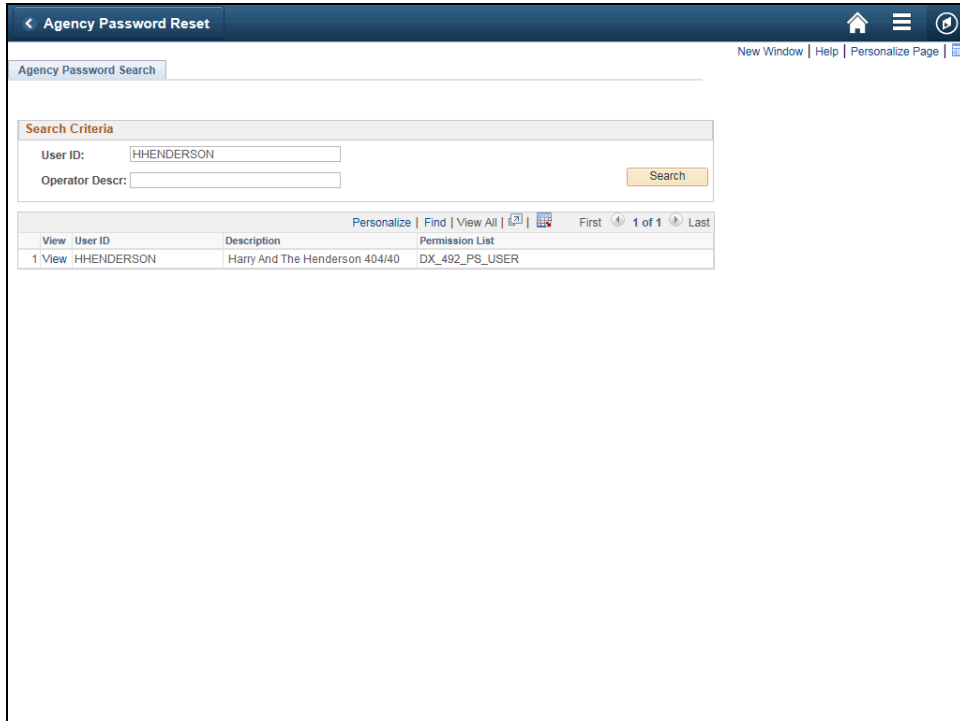 Agency Password Reset
New Window | Help | Personalize Page |
Agency Password Search
Search Criteria
User ID: HHENDERSON
Operator Descr:
Search
Personalize | Find | View All | | First 1 of 1 Last
View User ID Description Permission List
1 View HHENDERSON Harry And The Henderson 404/40 DX_492_PS_USER